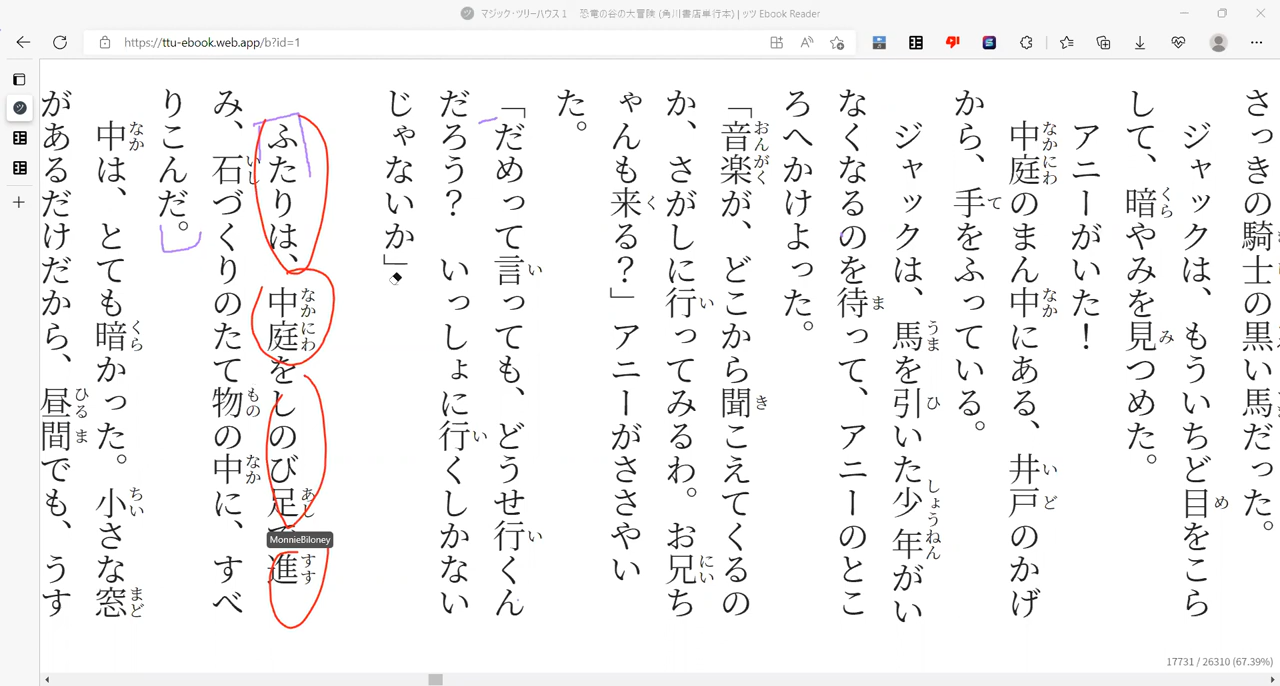 マジック・ツリーハウス1 恐竜の谷の大冒険 (角川書店単行本) | ッツ Ebook Reader
https://ttu-ebook.web.app/b?id=1
さっきの騎士の黒い馬だった。
ジャックは、もういちど目をこら
して、暗やみを見つめた。
アニーがいた！
中庭のまん中にある、井戸のかげ
から、手をふっている。
ジャックは、馬を引いた少年がい
なくなるのを待って、アニーのとこ
ろへかけよった。
「音楽が、どこから聞こえてくるの
か、さがしに行ってみるわ。お兄ち
ゃんも来る？」アニーがささやい
た。
「だめって言っても、どうせ行くん
だろう？　いっしょに行くしかない
じゃないか」
ふたりは、中庭をしのび足で進
み、石づくりのたて物の中に、すべ
りこんだ。
中は、とても暗かった。小さな窓
があるだけだから、昼間でも、うす
MonnieBiloney
17731 / 26310 (67.39%)